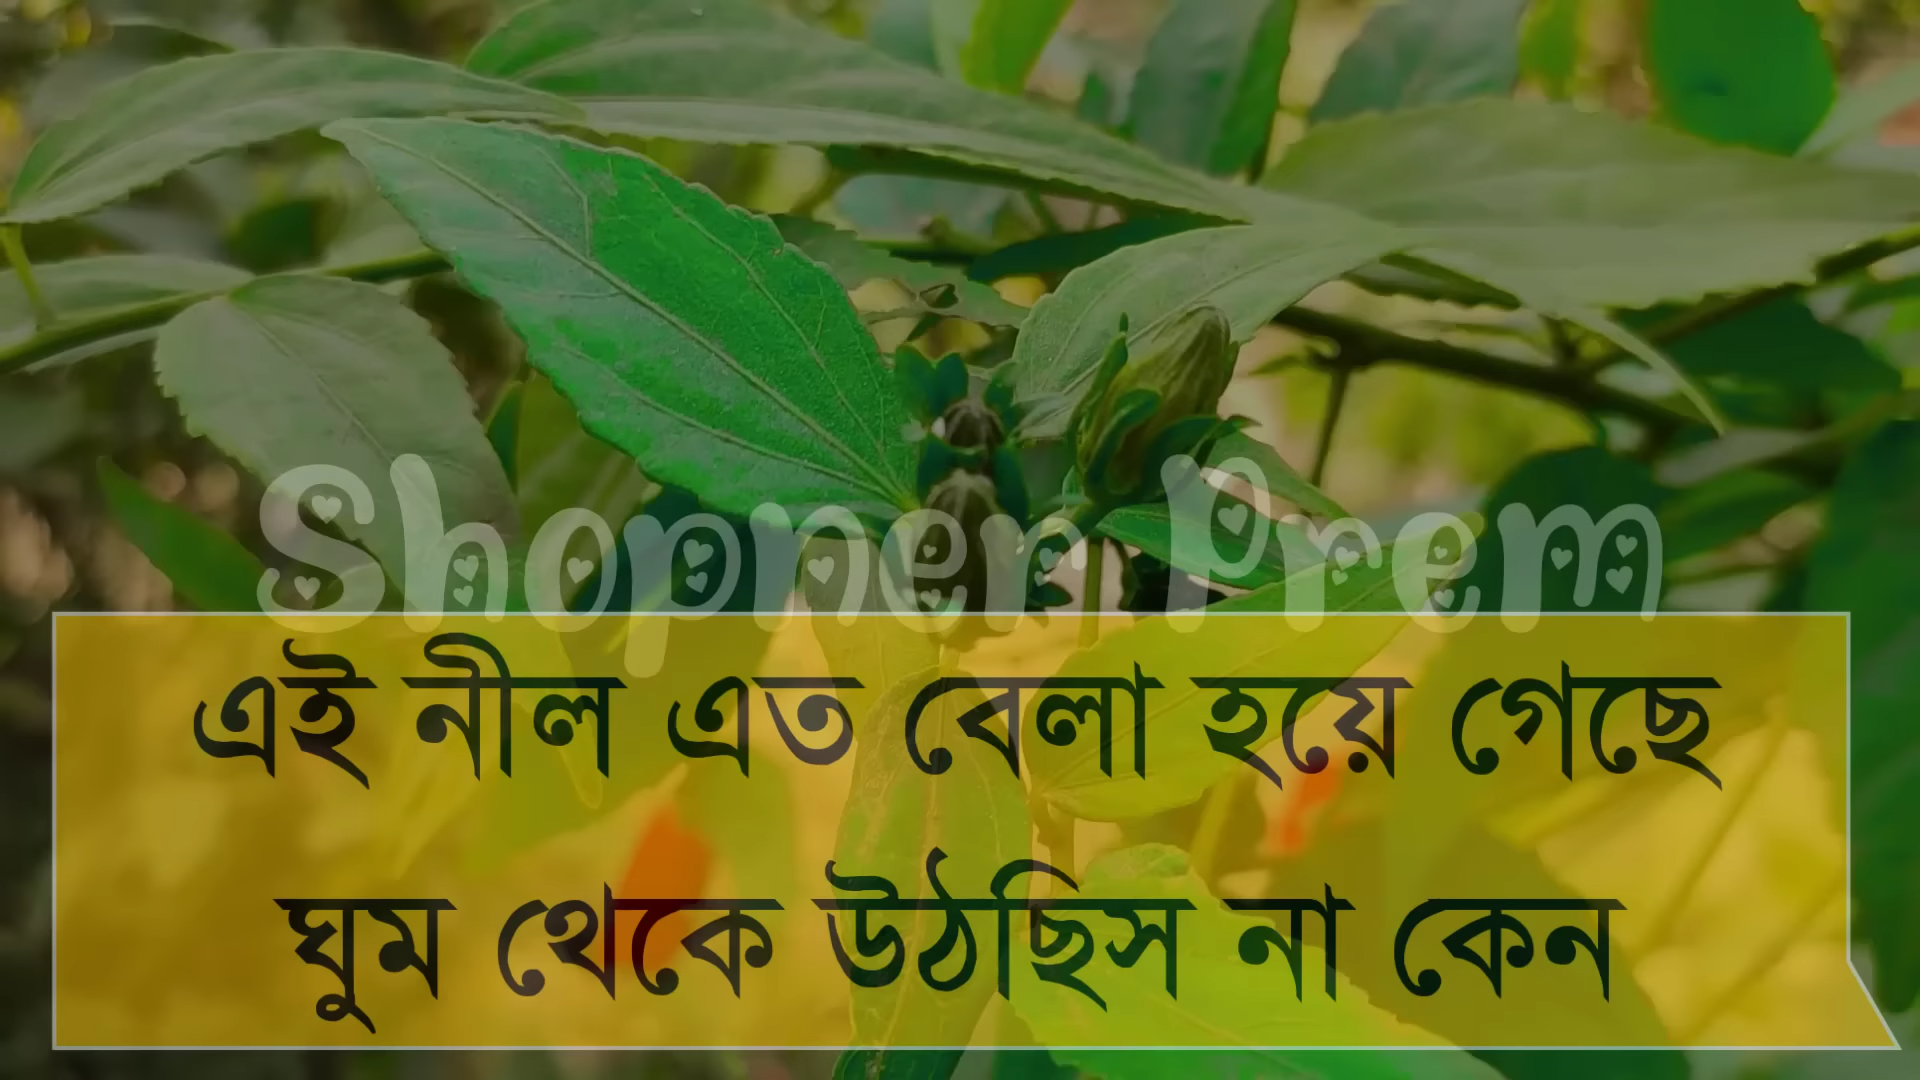 Shopner Prem
এই নীল এত বেলা হয়ে গেছে
ঘুম থেকে উঠছিস না কেন